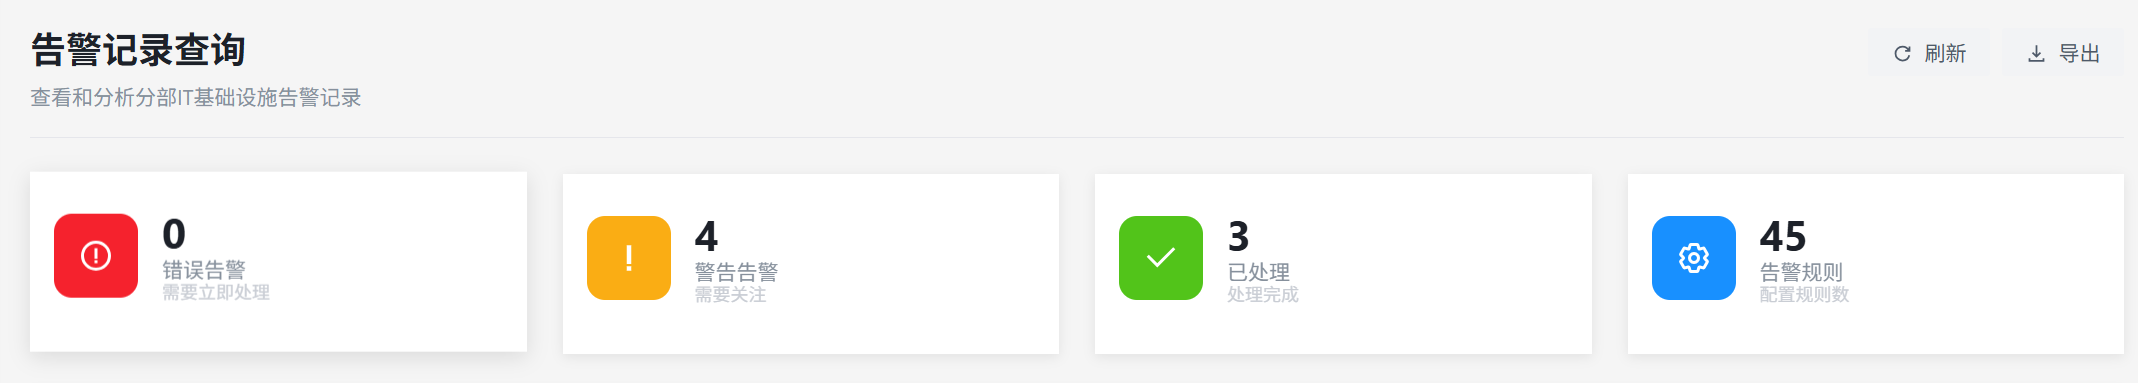 告警记录查询
刷新
导出
查看和分析分部IT基础设施告警记录
0
错误告警
需要立即处理
4
警告告警
需要关注
3
已处理
处理完成
45
告警规则
配置规则数